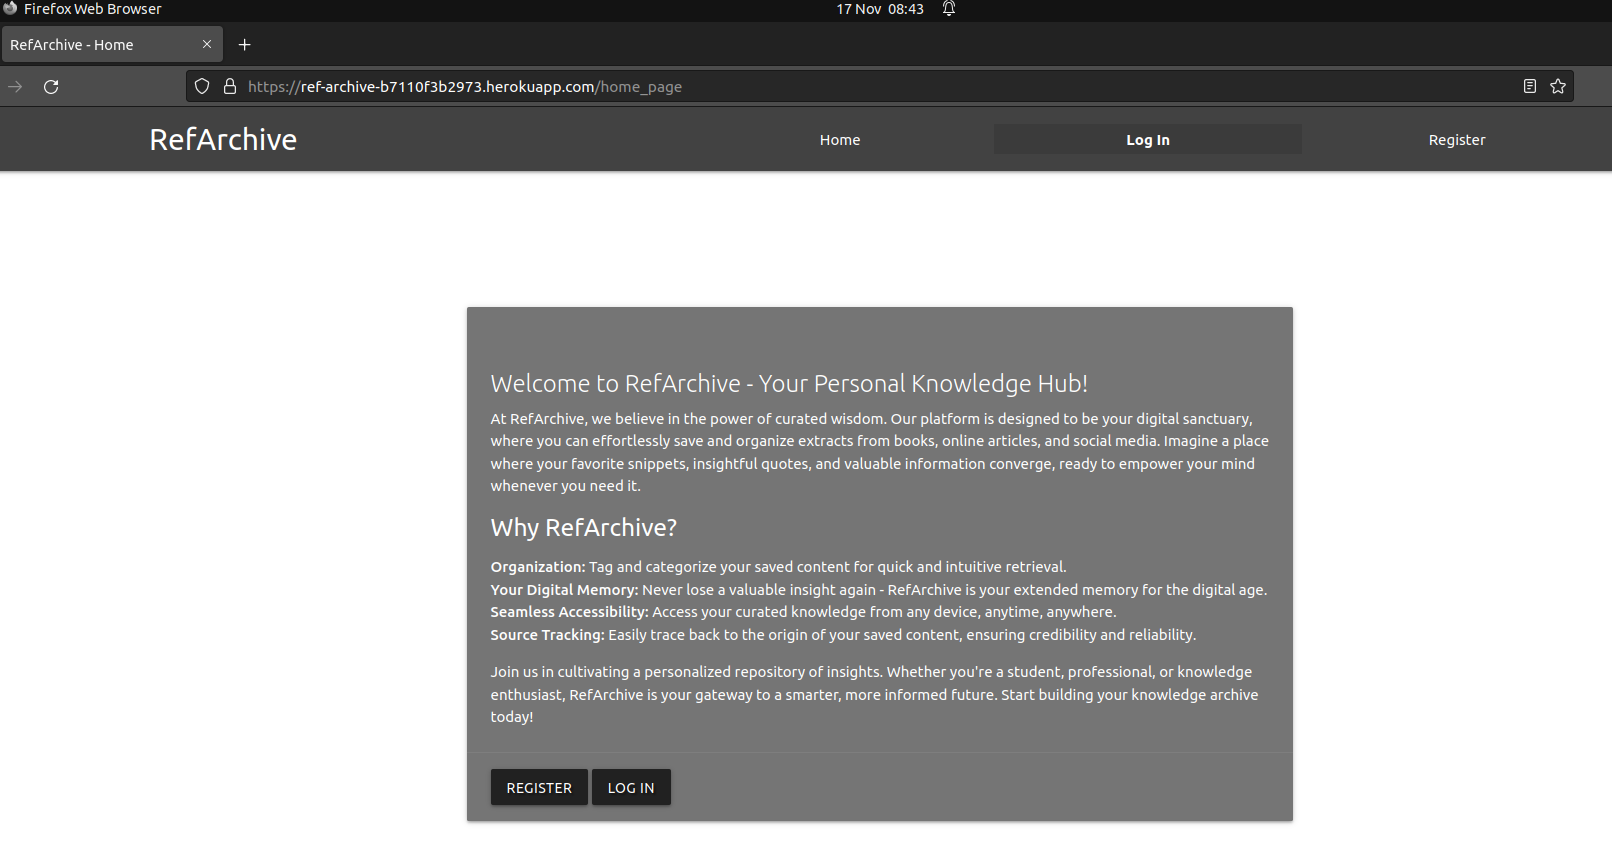 Firefox Web Browser
17 Nov 08:43
RefArchive - Home
https://ref-archive-b7110f3b2973.herokuapp.com/home_page
RefArchive
Home
Log In
Register
Welcome to RefArchive - Your Personal Knowledge Hub!
At RefArchive, we believe in the power of curated wisdom. Our platform is designed to be your digital sanctuary,
where you can effortlessly save and organize extracts from books, online articles, and social media. Imagine a place
where your favorite snippets, insightful quotes, and valuable information converge, ready to empower your mind
whenever you need it.
Why RefArchive?
Organization: Tag and categorize your saved content for quick and intuitive retrieval.
Your Digital Memory: Never lose a valuable insight again - RefArchive is your extended memory for the digital age.
Seamless Accessibility: Access your curated knowledge from any device, anytime, anywhere.
Source Tracking: Easily trace back to the origin of your saved content, ensuring credibility and reliability.
Join us in cultivating a personalized repository of insights. Whether you're a student, professional, or knowledge
enthusiast, RefArchive is your gateway to a smarter, more informed future. Start building your knowledge archive
today!
REGISTER
LOG IN